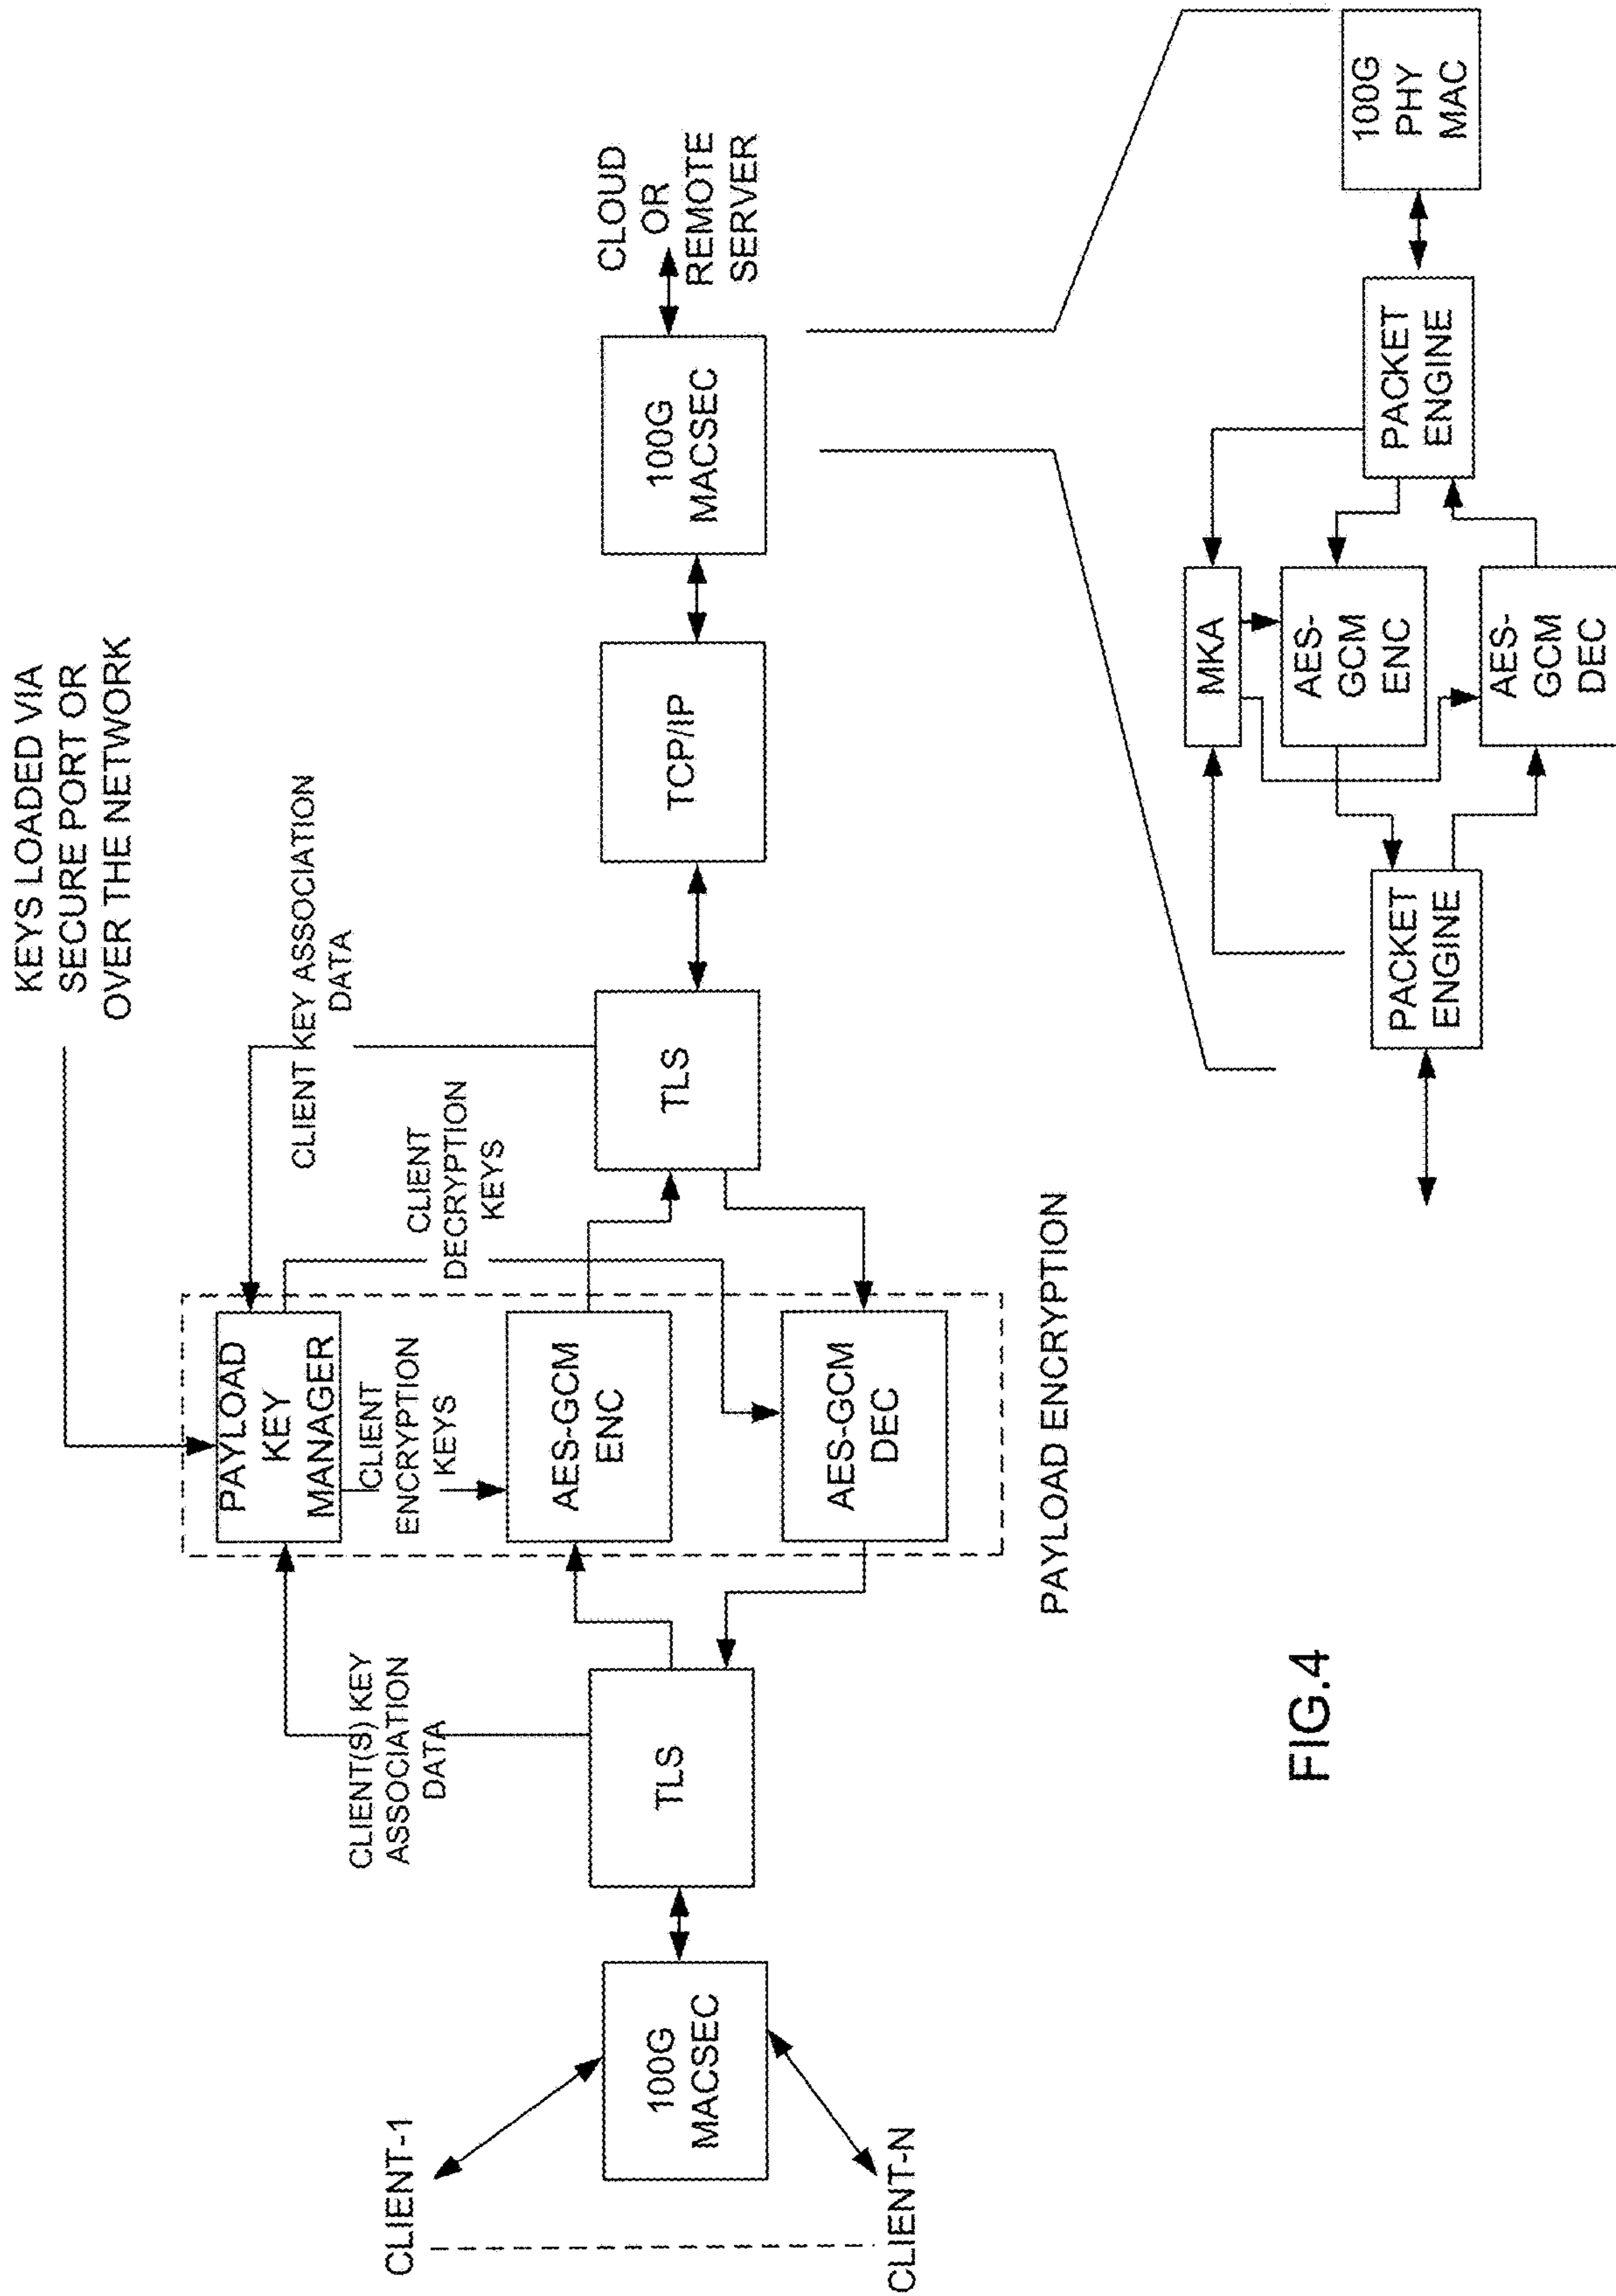 KEYS LOADED VIA
SECURE PORT OR
OVER THE NETWORK
CLIENT-1
CLIENT-N
100G
MACSEC
TLS
CLIENT(S) KEY
ASSOCIATION
DATA
PAYLOAD
KEY
MANAGER
CLIENT
ENCRYPTION
KEYS
AES-GCM
ENC
AES-GCM
DEC
PAYLOAD ENCRYPTION
CLIENT
DECRYPTION
KEYS
CLIENT KEY ASSOCIATION
DATA
TLS
TCP/IP
100G
MACSEC
CLOUD
OR
REMOTE
SERVER
PACKET
ENGINE
MKA
AES-
GCM
ENC
AES-
GCM
DEC
PACKET
ENGINE
100G
PHY
MAC
FIG.4